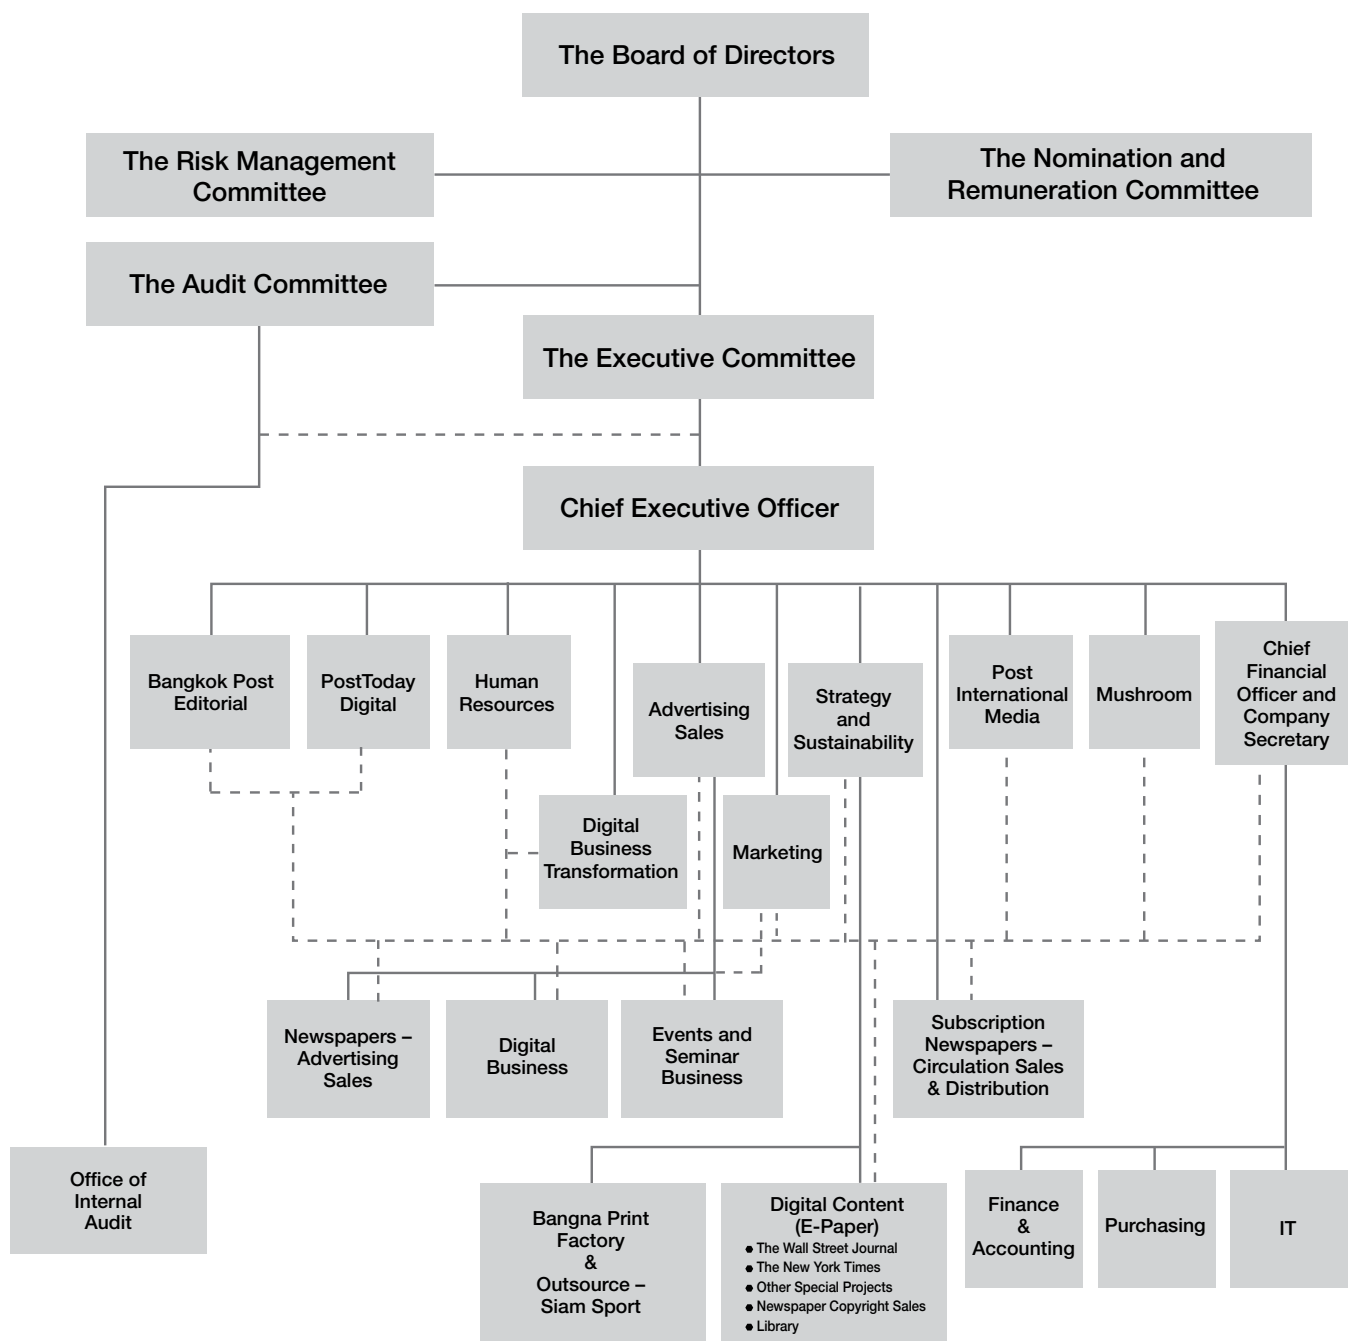 The Board of Directors
The Risk Management
Committee
The Nomination and
Remuneration Committee
The Audit Committee
The Executive Committee
Chief Executive Officer
Bangkok Post
Editorial
PostToday
Digital
Human
Resources
Advertising
Sales
Strategy
and
Sustainability
Post
International
Media
Mushroom
Chief
Financial
Officer and
Company
Secretary
Digital
Business
Transformation
Marketing
Newspapers –
Advertising
Sales
Digital
Business
Events and
Seminar
Business
Subscription
Newspapers –
Circulation Sales
& Distribution
Office of
Internal
Audit
Bangna Print
Factory
&
Outsource –
Siam Sport
Digital Content
(E-Paper)
● The Wall Street Journal
● The New York Times
● Other Special Projects
● Newspaper Copyright Sales
● Library
Finance
&
Accounting
Purchasing
IT